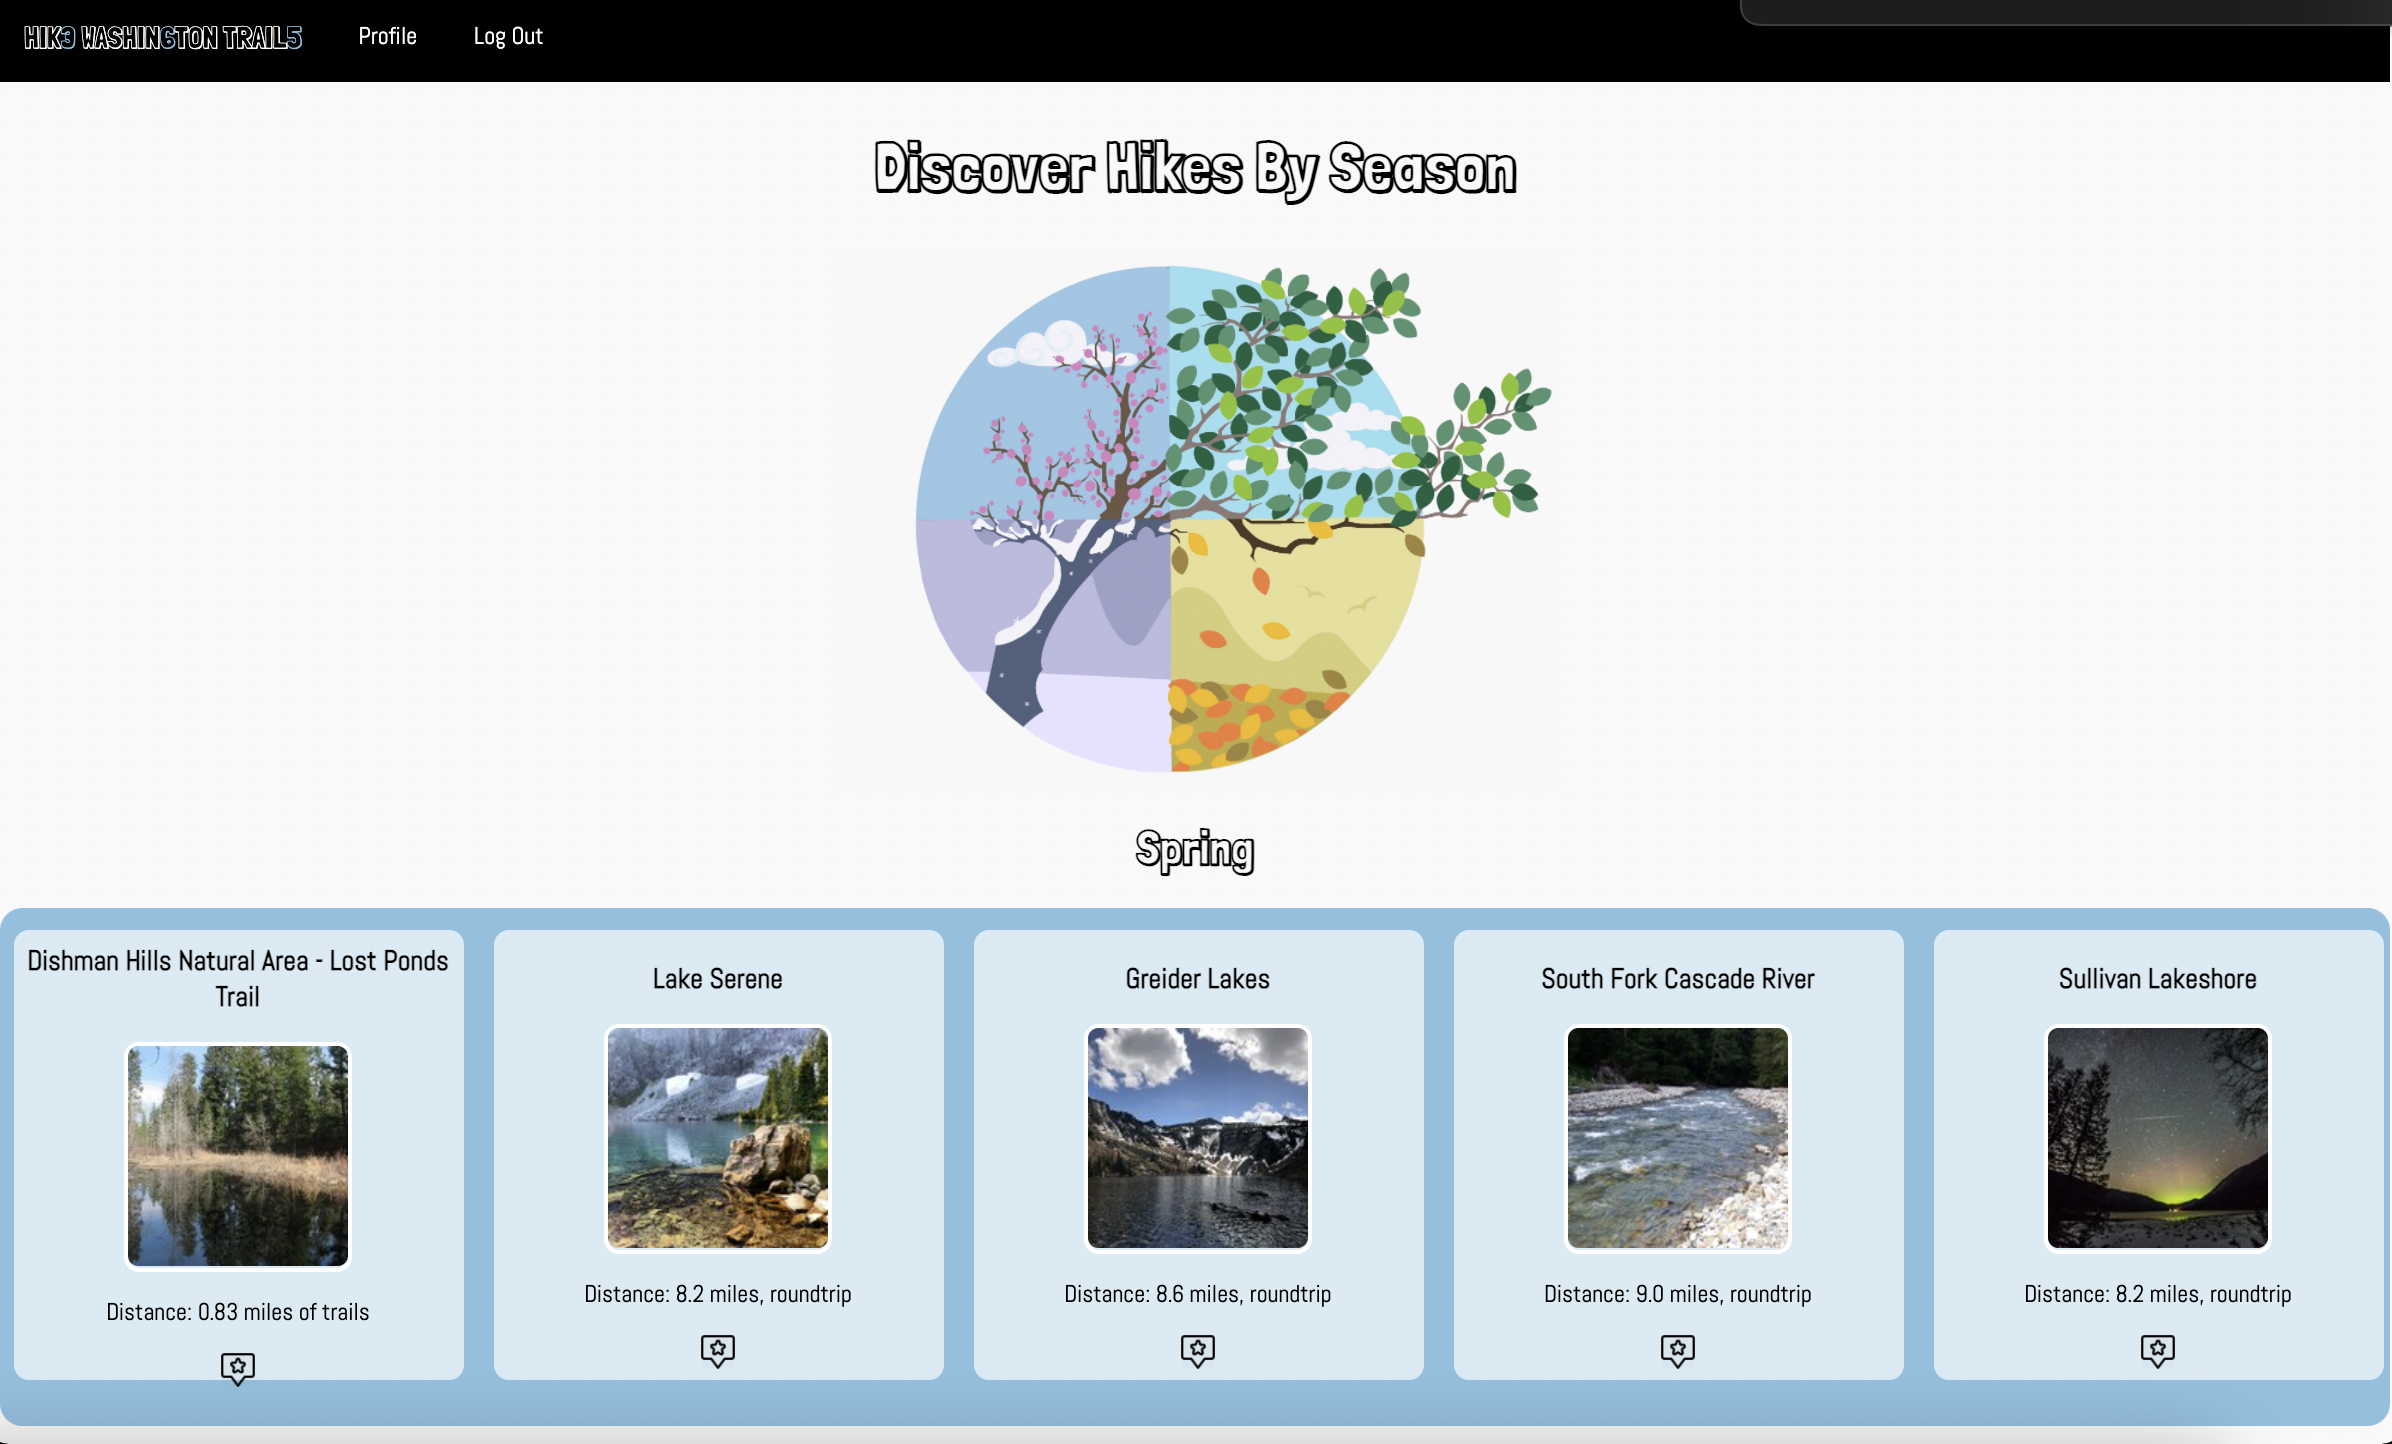 HIK3 WASHIN6TON TRAIL5
Profile
Log Out
Discover Hikes By Season
Spring
Dishman Hills Natural Area - Lost Ponds
Trail
Distance: 0.83 miles of trails
Lake Serene
Distance: 8.2 miles, roundtrip
Greider Lakes
Distance: 8.6 miles, roundtrip
South Fork Cascade River
Distance: 9.0 miles, roundtrip
Sullivan Lakeshore
Distance: 8.2 miles, roundtrip